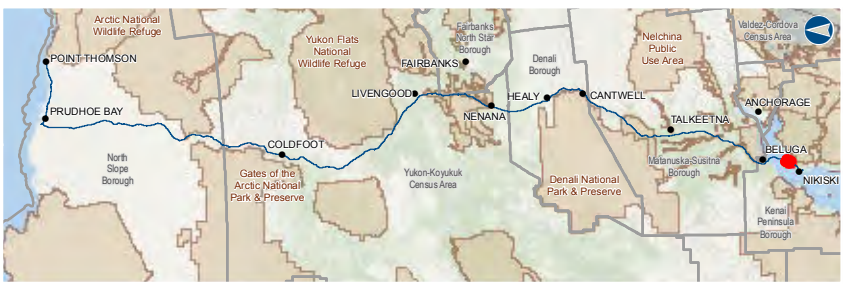 Arctic National
Wildlife Refuge
POINT THOMSON
PRUDHOE BAY
North
Slope
Borough
COLDFOOT
Gates of the
Arctic National
Park & Preserve
Yukon Flats
National
Wildlife Refuge
LIVENGOOD
FAIRBANKS
Fairbanks
North Star
Borough
Yukon-Koyukuk
Census Area
NENANA
HEALY
Denali
Borough
CANTWELL
Denali National
Park & Preserve
Nelchina
Public
Use Area
TALKEETNA
Matanuska-Susitna
Borough
Valdez-Cordova
Census Area
ANCHORAGE
BELUGA
NIKISKI
Kenai
Peninsula
Borough